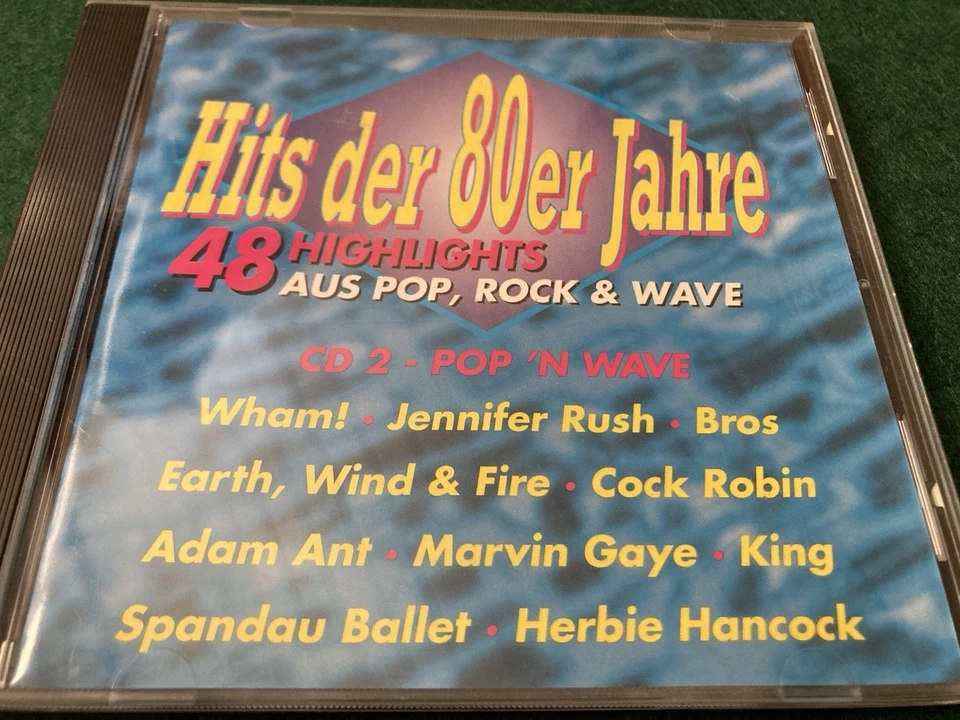 Hits der 80er Jahre
48 HIGHLIGHTS
AUS POP, ROCK & WAVE
CD 2 - POP 'N WAVE
Wham! • Jennifer Rush • Bros
Earth, Wind & Fire • Cock Robin
Adam Ant • Marvin Gaye • King
Spandau Ballet • Herbie Hancock